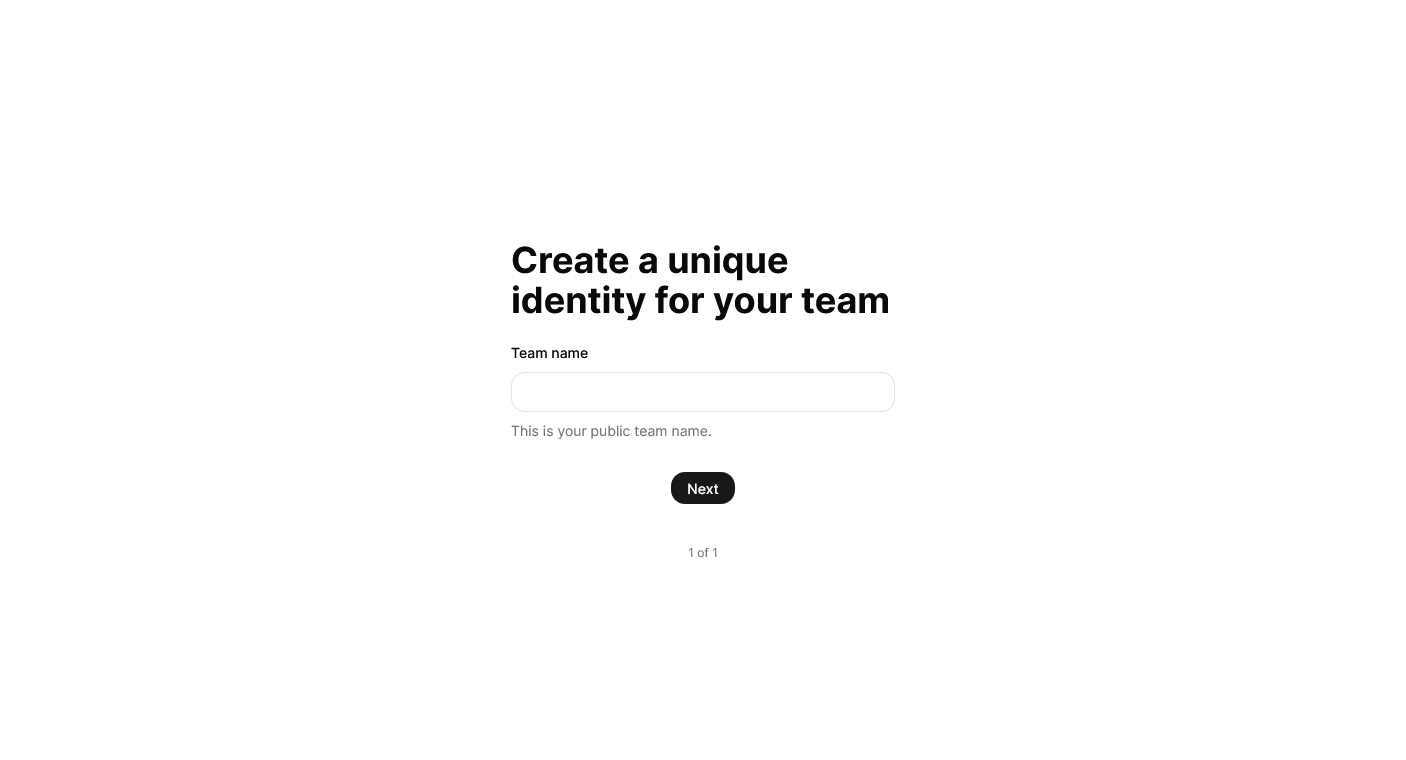 Create a unique
identity for your team
Team name
This is your public team name.
Next
1 of 1